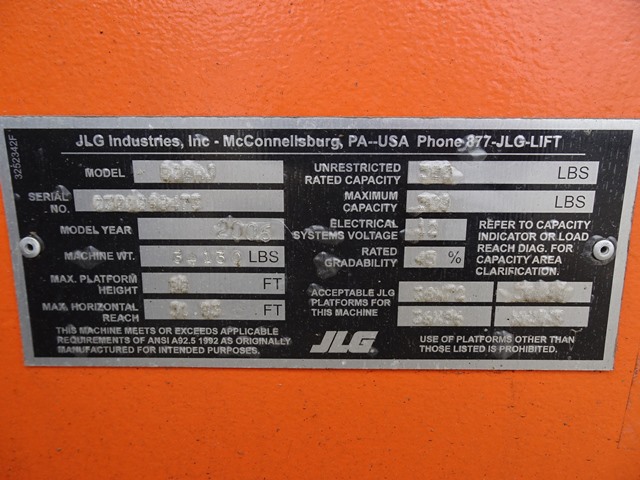 3252342F
JLG Industries, Inc - McConnellsburg, PA--USA Phone 877-JLG-LIFT
MODEL
SERIAL NO.
MODEL YEAR
MACHINE WT. LBS
MAX. PLATFORM HEIGHT FT
MAX. HORIZONTAL REACH FT
THIS MACHINE MEETS OR EXCEEDS APPLICABLE
REQUIREMENTS OF ANSI A92.5 1992 AS ORIGINALLY
MANUFACTURED FOR INTENDED PURPOSES.
UNRESTRICTED
RATED CAPACITY LBS
MAXIMUM
CAPACITY LBS
ELECTRICAL
SYSTEMS VOLTAGE
RATED
GRADABILITY 45 %
REFER TO CAPACITY
INDICATOR OR LOAD
REACH DIAG. FOR
CAPACITY AREA
CLARIFICATION.
ACCEPTABLE JLG
PLATFORMS FOR
THIS MACHINE
JLG
USE OF PLATFORMS OTHER THAN
THOSE LISTED IS PROHIBITED.